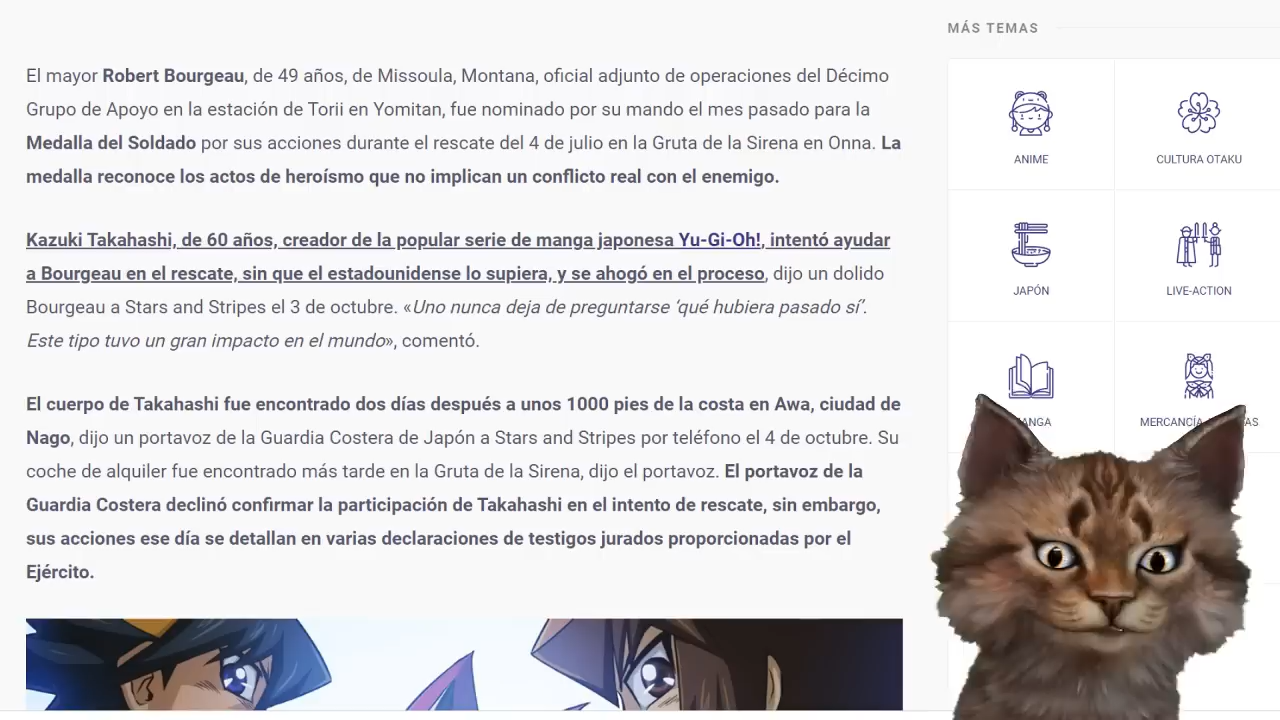 MÁS TEMAS
El mayor Robert Bourgeau, de 49 años, de Missoula, Montana, oficial adjunto de operaciones del Décimo
Grupo de Apoyo en la estación de Torii en Yomitan, fue nominado por su mando el mes pasado para la
Medalla del Soldado por sus acciones durante el rescate del 4 de julio en la Gruta de la Sirena en Onna. La
medalla reconoce los actos de heroísmo que no implican un conflicto real con el enemigo.
Kazuki Takahashi, de 60 años, creador de la popular serie de manga japonesa Yu-Gi-Oh!, intentó ayudar
a Bourgeau en el rescate, sin que el estadounidense lo supiera, y se ahogó en el proceso, dijo un dolido
Bourgeau a Stars and Stripes el 3 de octubre. «Uno nunca deja de preguntarse ‘qué hubiera pasado sí’.
Este tipo tuvo un gran impacto en el mundo», comentó.
El cuerpo de Takahashi fue encontrado dos días después a unos 1000 pies de la costa en Awa, ciudad de
Nago, dijo un portavoz de la Guardia Costera de Japón a Stars and Stripes por teléfono el 4 de octubre. Su
coche de alquiler fue encontrado más tarde en la Gruta de la Sirena, dijo el portavoz. El portavoz de la
Guardia Costera declinó confirmar la participación de Takahashi en el intento de rescate, sin embargo,
sus acciones ese día se detallan en varias declaraciones de testigos jurados proporcionadas por el
Ejército.
ANIME
CULTURA OTAKU
JAPÓN
LIVE-ACTION
MERCANCÍA